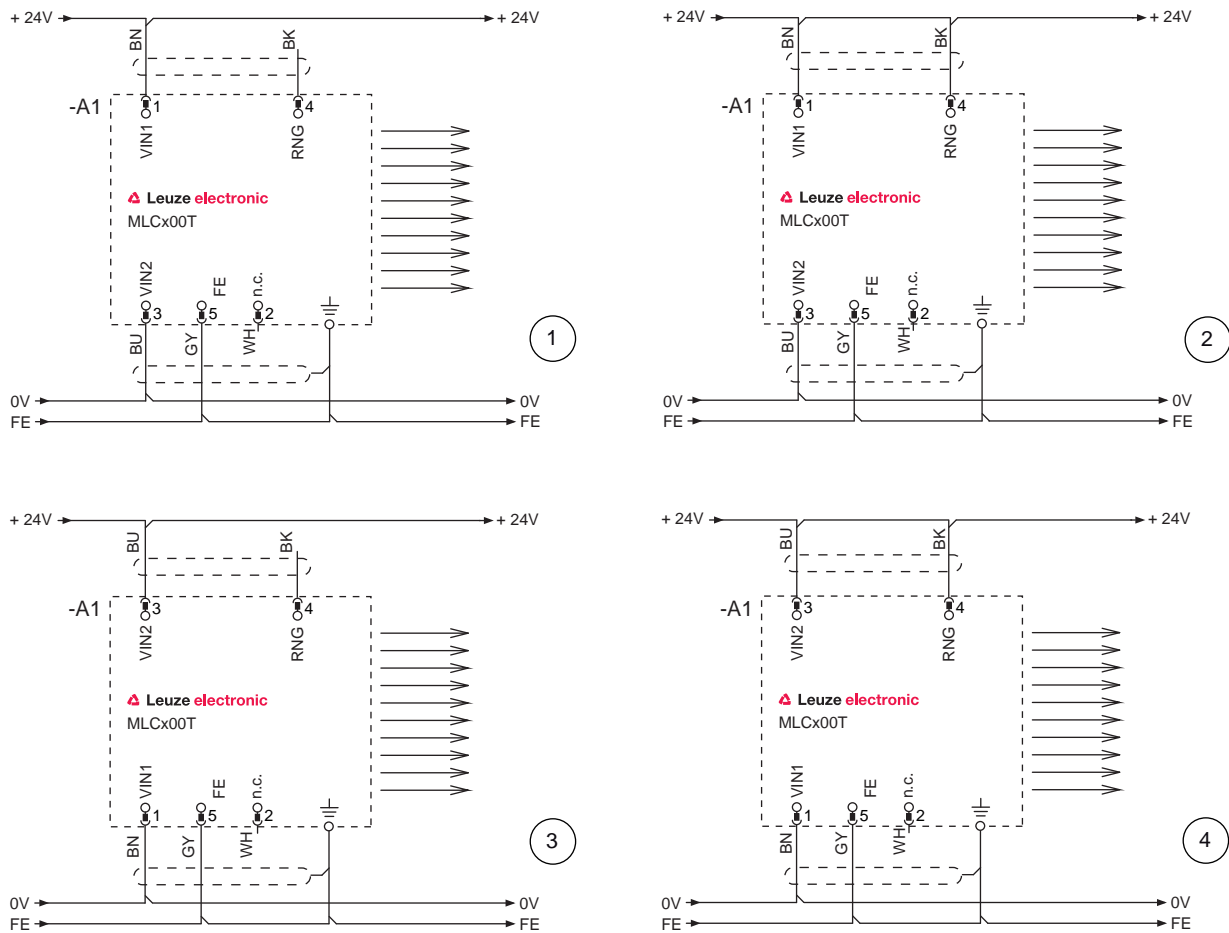 + 24V + 24V
BN BK
-A1 1 4
VIN1 RNG
Leuze electronic
MLCx00T
VIN2 FE n.c.
3 5 2
BU GY WH
1
0V 0V
FE FE
+ 24V + 24V
BN BK
-A1 1 4
VIN1 RNG
Leuze electronic
MLCx00T
VIN2 FE n.c.
3 5 2
BU GY WH
2
0V 0V
FE FE
+ 24V + 24V
BU BK
-A1 3 4
VIN2 RNG
Leuze electronic
MLCx00T
VIN1 FE n.c.
1 5 2
BN GY WH
3
0V 0V
FE FE
+ 24V + 24V
BU BK
-A1 3 4
VIN2 RNG
Leuze electronic
MLCx00T
VIN1 FE n.c.
1 5 2
BN GY WH
4
0V 0V
FE FE